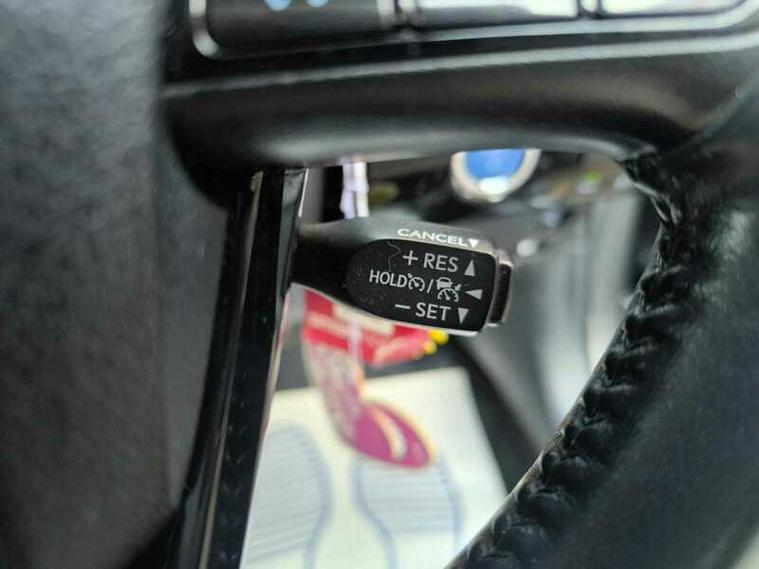 CANCEL▼
+ RES ▲
HOLD / ◄
− SET ▼